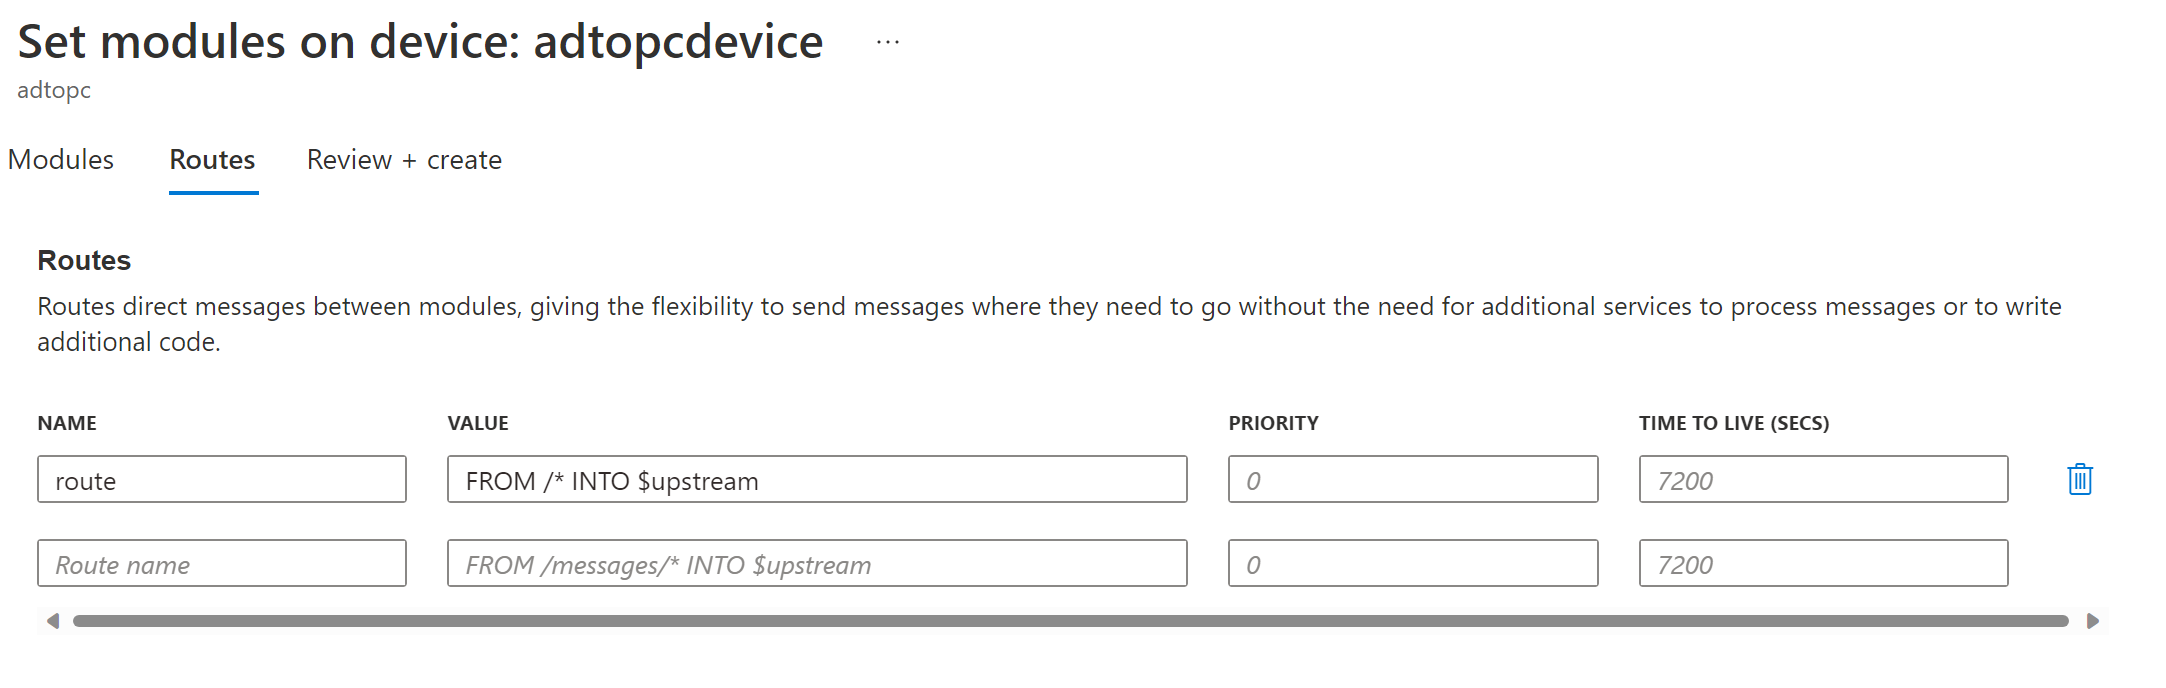 Set modules on device: adtopcdevice ...
adtopc
Modules Routes Review + create
Routes
Routes direct messages between modules, giving the flexibility to send messages where they need to go without the need for additional services to process messages or to write
additional code.
NAME VALUE PRIORITY TIME TO LIVE (SECS)
route FROM /* INTO $upstream 0 7200
Route name FROM /messages/* INTO $upstream 0 7200